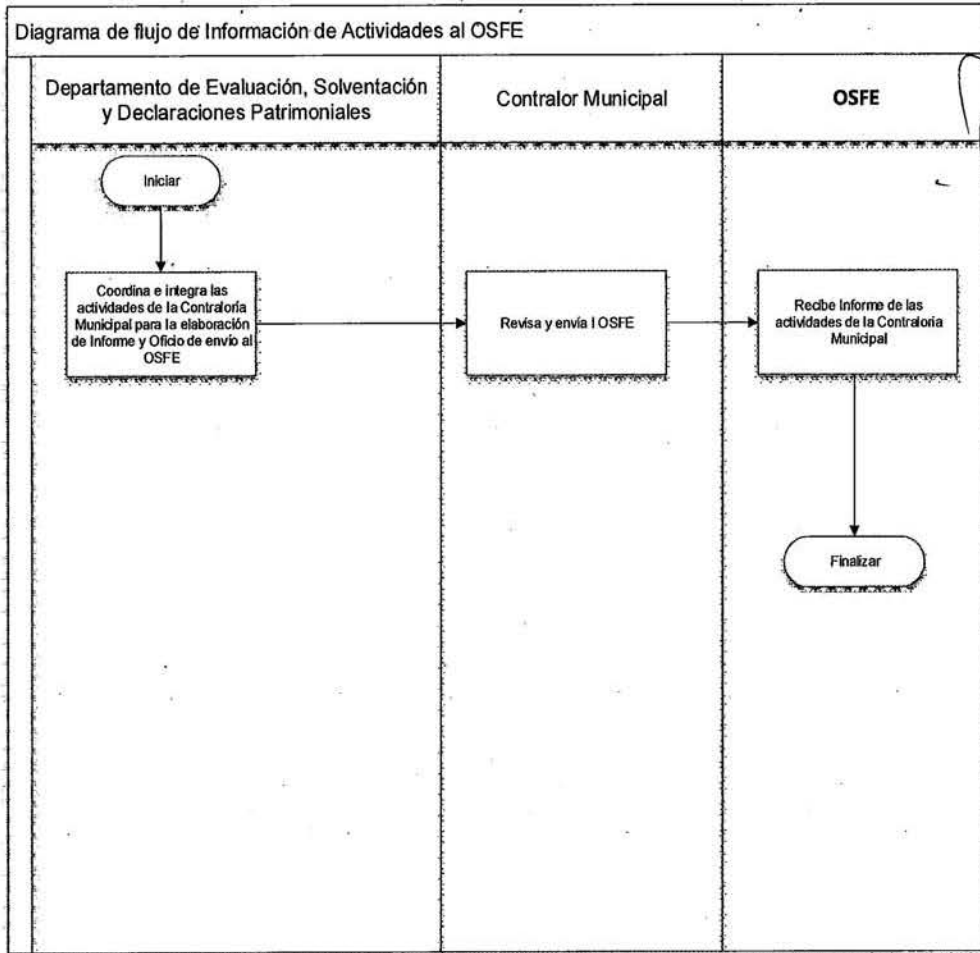 Diagrama de flujo de Información de Actividades al OSFE
Departamento de Evaluación, Solventación
y Declaraciones Patrimoniales
Contralor Municipal
OSFE
Iniciar
Coordina e integra las
actividades de la Contraloría
Municipal para la elaboración
de Informe y Oficio de envío al
OSFE
Revisa y envía l OSFE
Recibe Informe de las
actividades de la Contraloría
Municipal
Finalizar